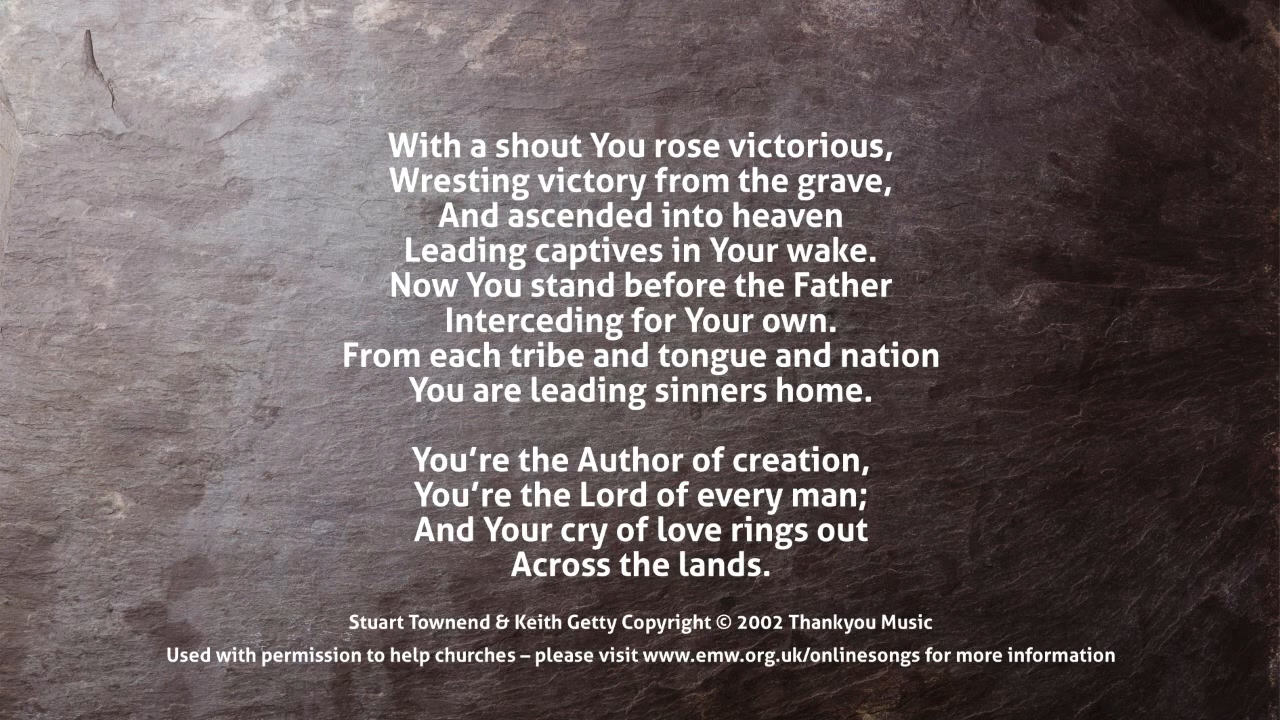 With a shout You rose victorious,
Wresting victory from the grave,
And ascended into heaven
Leading captives in Your wake.
Now You stand before the Father
Interceding for Your own.
From each tribe and tongue and nation
You are leading sinners home.
You’re the Author of creation,
You’re the Lord of every man;
And Your cry of love rings out
Across the lands.
Stuart Townend & Keith Getty Copyright © 2002 Thankyou Music
Used with permission to help churches – please visit www.emw.org.uk/onlinesongs for more information